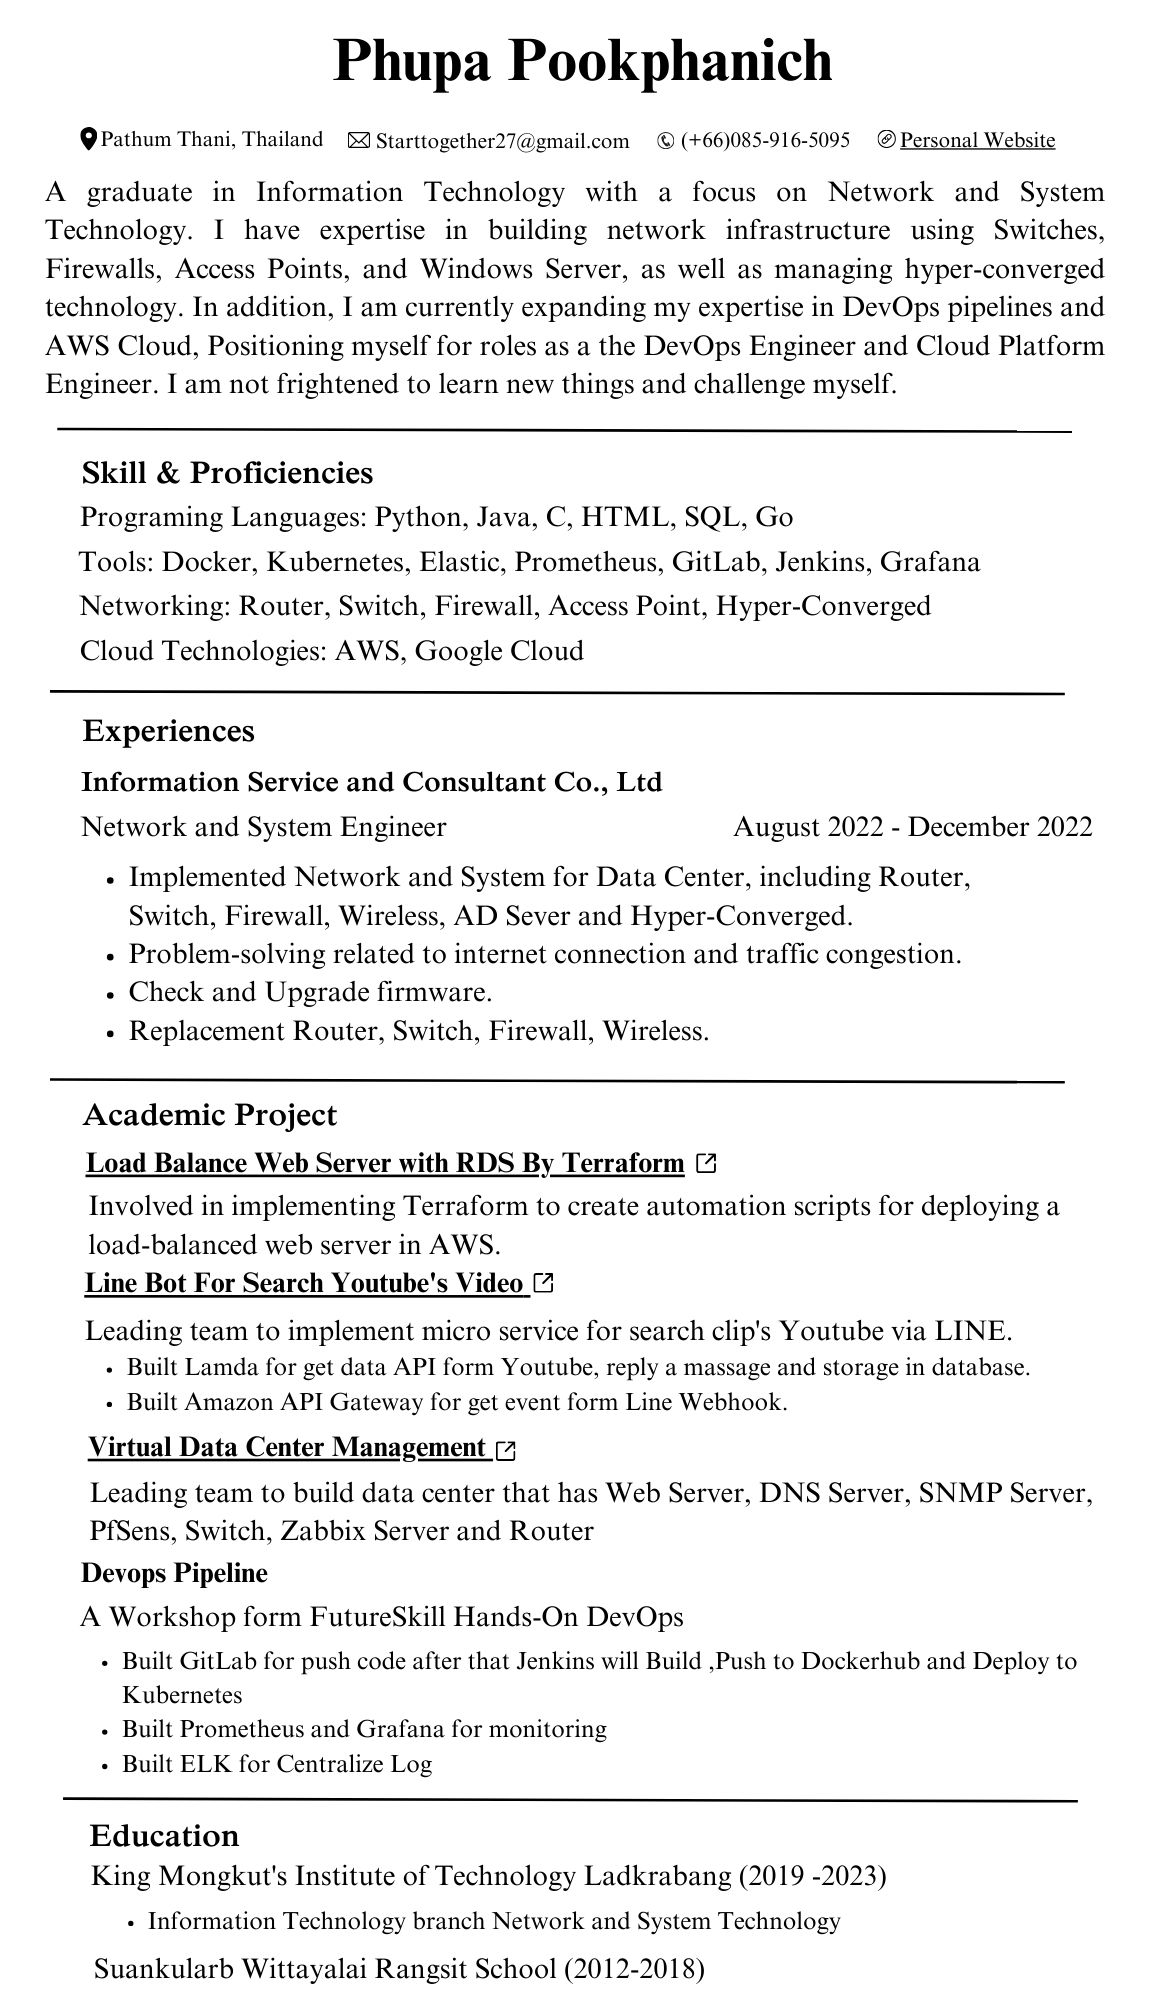 Phupa Pookphanich
Pathum Thani, Thailand Starttogether27@gmail.com (+66)085-916-5095 Personal Website
A graduate in Information Technology with a focus on Network and System
Technology. I have expertise in building network infrastructure using Switches,
Firewalls, Access Points, and Windows Server, as well as managing hyper-converged
technology. In addition, I am currently expanding my expertise in DevOps pipelines and
AWS Cloud, Positioning myself for roles as a the DevOps Engineer and Cloud Platform
Engineer. I am not frightened to learn new things and challenge myself.
Skill & Proficiencies
Programing Languages: Python, Java, C, HTML, SQL, Go
Tools: Docker, Kubernetes, Elastic, Prometheus, GitLab, Jenkins, Grafana
Networking: Router, Switch, Firewall, Access Point, Hyper-Converged
Cloud Technologies: AWS, Google Cloud
Experiences
Information Service and Consultant Co., Ltd
Network and System Engineer August 2022 - December 2022
• Implemented Network and System for Data Center, including Router,
Switch, Firewall, Wireless, AD Sever and Hyper-Converged.
• Problem-solving related to internet connection and traffic congestion.
• Check and Upgrade firmware.
• Replacement Router, Switch, Firewall, Wireless.
Academic Project
Load Balance Web Server with RDS By Terraform
Involved in implementing Terraform to create automation scripts for deploying a
load-balanced web server in AWS.
Line Bot For Search Youtube's Video
Leading team to implement micro service for search clip's Youtube via LINE.
• Built Lamda for get data API form Youtube, reply a massage and storage in database.
• Built Amazon API Gateway for get event form Line Webhook.
Virtual Data Center Management
Leading team to build data center that has Web Server, DNS Server, SNMP Server,
PfSens, Switch, Zabbix Server and Router
Devops Pipeline
A Workshop form FutureSkill Hands-On DevOps
• Built GitLab for push code after that Jenkins will Build ,Push to Dockerhub and Deploy to
Kubernetes
• Built Prometheus and Grafana for monitoring
• Built ELK for Centralize Log
Education
King Mongkut's Institute of Technology Ladkrabang (2019 -2023)
• Information Technology branch Network and System Technology
Suankularb Wittayalai Rangsit School (2012-2018)